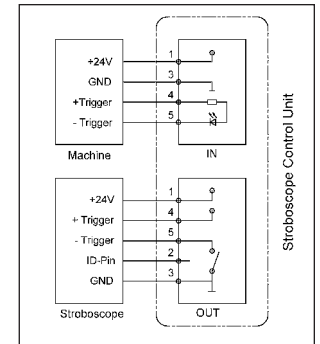 +24V 1
GND 3
+Trigger 4
- Trigger 5
Machine IN
+24V 1
+ Trigger 4
- Trigger 5
ID-Pin 2
GND 3
Stroboscope OUT
Stroboscope Control Unit